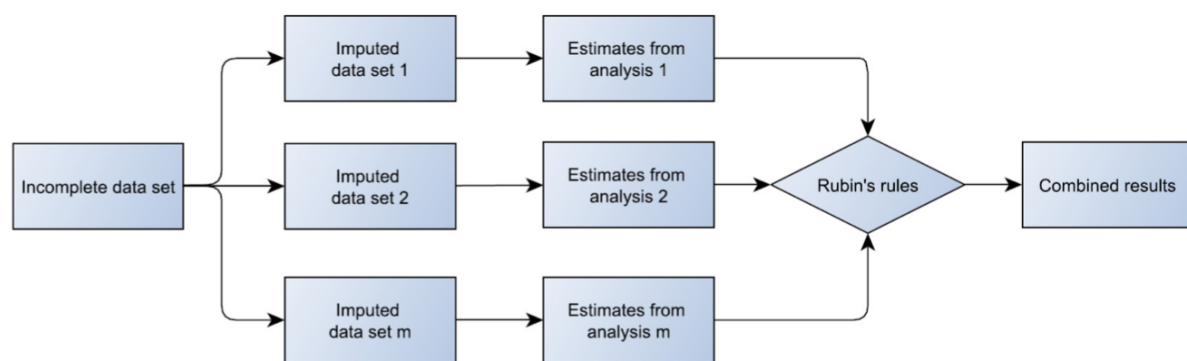 Incomplete data set
Imputed
data set 1
Estimates from
analysis 1
Imputed
data set 2
Estimates from
analysis 2
Imputed
data set m
Estimates from
analysis m
Rubin's rules
Combined results